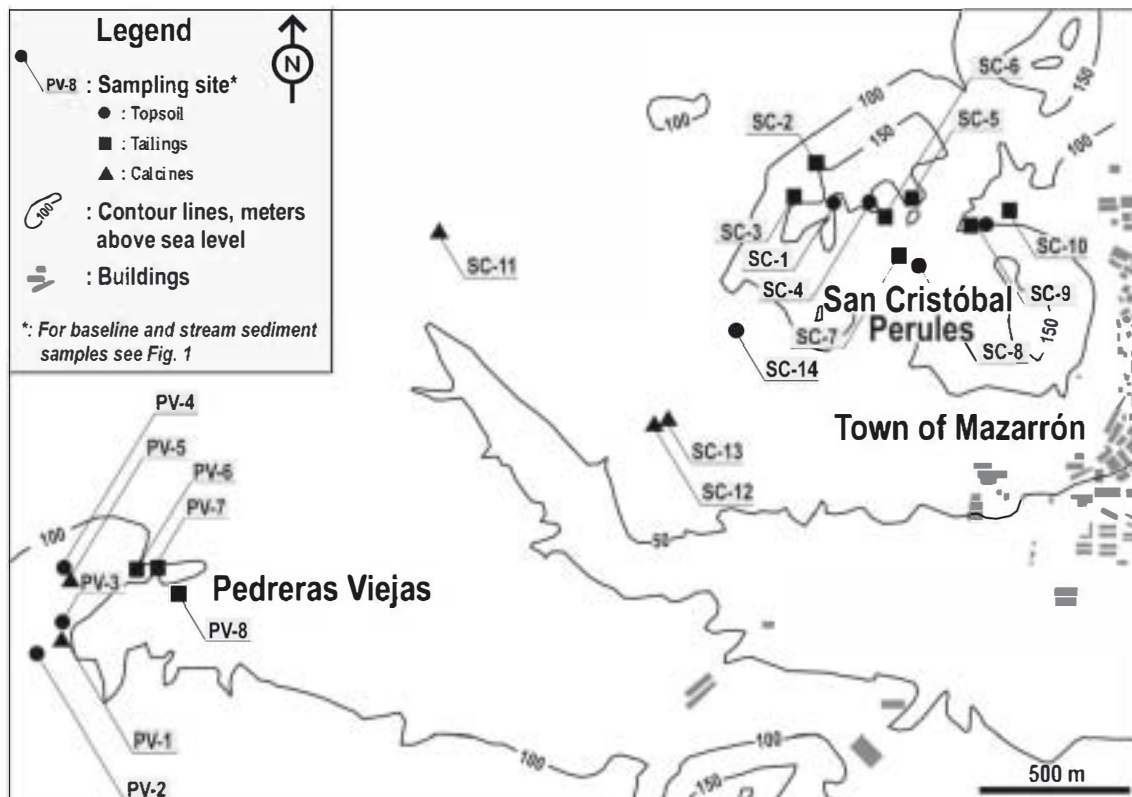 Legend
N
PV-8 : Sampling site*
: Topsoil
: Tailings
: Calcines
100 : Contour lines, meters
above sea level
: Buildings
*: For baseline and stream sediment
samples see Fig. 1
SC-6
150
100
100
SC-2
150
SC-5
100
SC-3
SC-10
SC-11
SC-1
SC-4
SC-9
San Cristóbal
Perules
150
SC-7
SC-8
SC-14
PV-4
Town of Mazarrón
PV-5
SC-13
PV-6
SC-12
PV-7
100
50
PV-3
Pedreras Viejas
PV-8
PV-1
100
500 m
150
PV-2